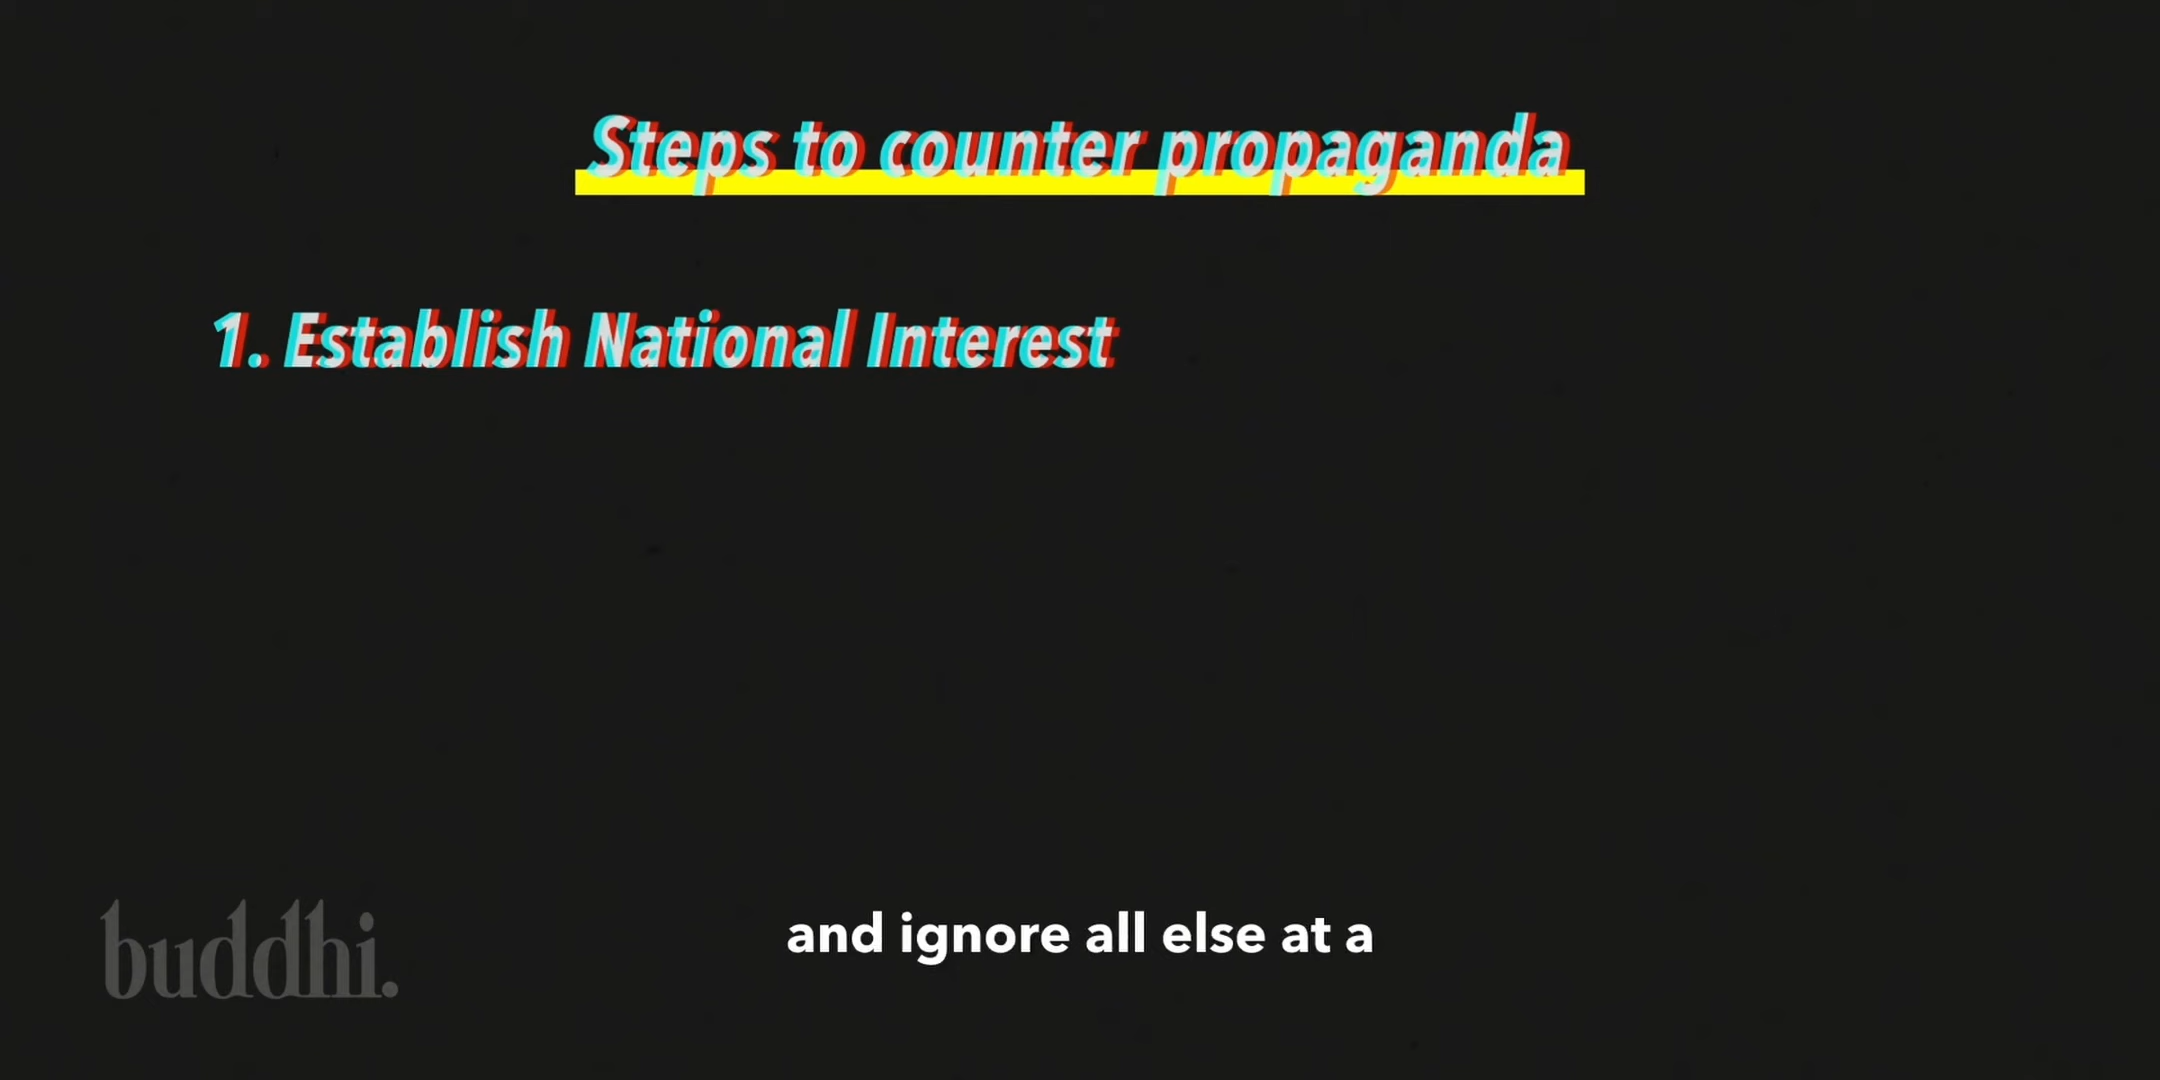 Steps to counter propaganda
1. Establish National Interest
and ignore all else at a
buddhi.